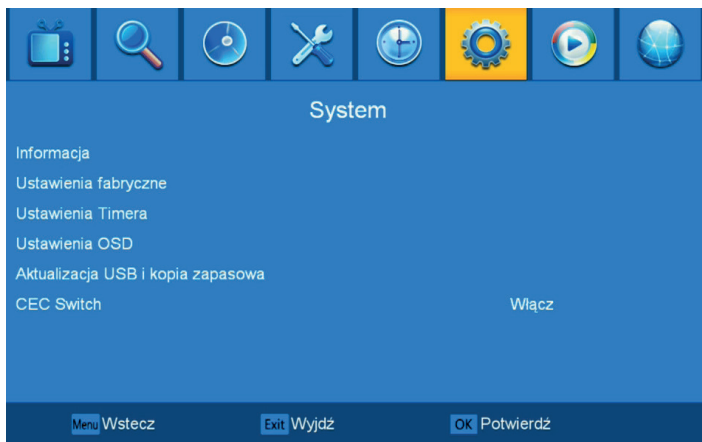 System
Informacja
Ustawienia fabryczne
Ustawienia Timera
Ustawienia OSD
Aktualizacja USB i kopia zapasowa
CEC Switch Włącz
Menu Wstecz Exit Wyjdź OK Potwierdź